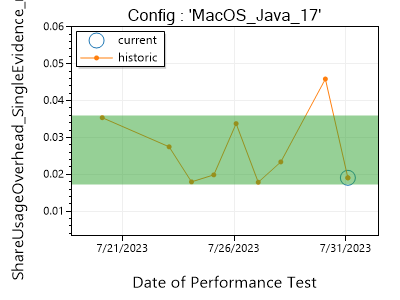 Config : 'MacOS_Java_17'
ShareUsageOverhead_SingleEvidence_
0.06
0.05
0.04
0.03
0.02
0.01
current
historic
7/21/2023
7/26/2023
7/31/2023
Date of Performance Test